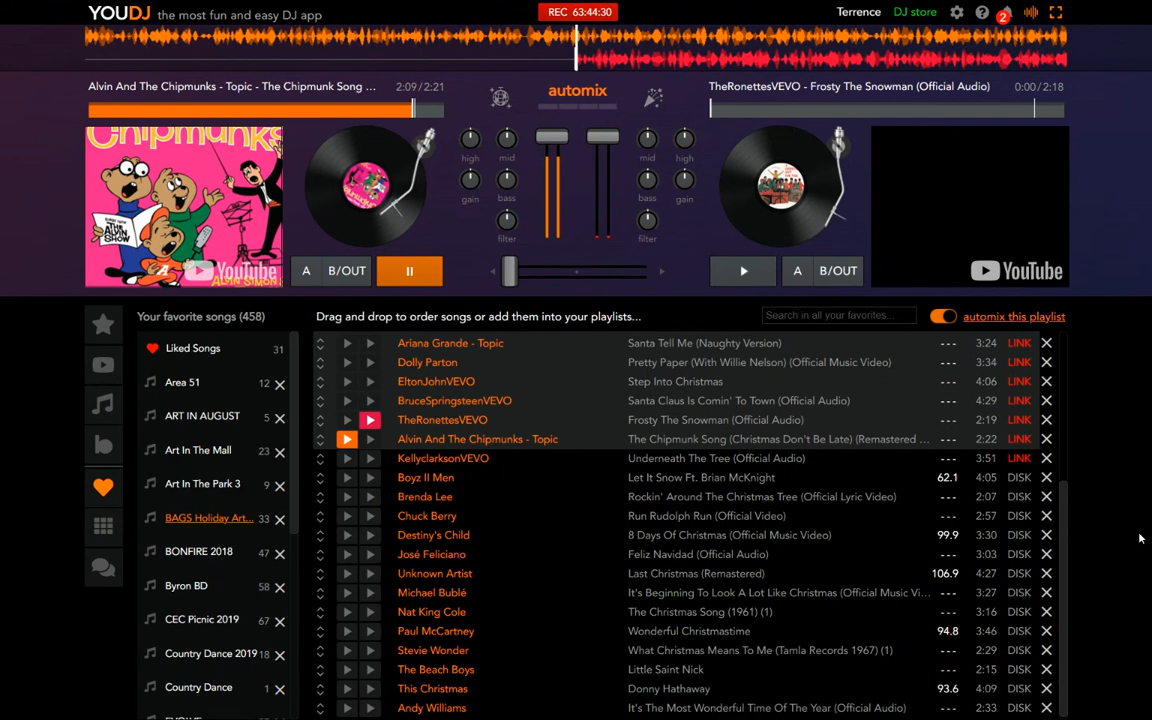 YOUDJ the most fun and easy DJ app
REC 63:44:30
Terrence DJ store 2
Alvin And The Chipmunks - Topic - The Chipmunk Song ... 2:09/2:21
automix
TheRonettesVEVO - Frosty The Snowman (Official Audio) 0:00/2:18
Chipmunks
THE ALVIN SHOW
A
ALVIN SIMON
YouTube
high mid mid high
gain bass bass gain
filter filter
A B/OUT
A B/OUT
YouTube
Your favorite songs (458)
Drag and drop to order songs or add them into your playlists...
Search in all your favorites...
automix this playlist
Liked Songs 31
Area 51 12
ART IN AUGUST 5
Art In The Mall 23
Art In The Park 3 9
BAGS Holiday Art... 33
BONFIRE 2018 47
Byron BD 58
CEC Picnic 2019 67
Country Dance 2019 18
Country Dance 1
EVOLVE
Ariana Grande - Topic Santa Tell Me (Naughty Version) --- 3:24 LINK
Dolly Parton Pretty Paper (With Willie Nelson) (Official Music Video) --- 3:34 LINK
EltonJohnVEVO Step Into Christmas --- 4:06 LINK
BruceSpringsteenVEVO Santa Claus Is Comin' To Town (Official Audio) --- 4:29 LINK
TheRonettesVEVO Frosty The Snowman (Official Audio) --- 2:19 LINK
Alvin And The Chipmunks - Topic The Chipmunk Song (Christmas Don't Be Late) (Remastered ... --- 2:22 LINK
KellyclarksonVEVO Underneath The Tree (Official Audio) --- 3:51 LINK
Boyz II Men Let It Snow Ft. Brian McKnight 62.1 4:05 DISK
Brenda Lee Rockin' Around The Christmas Tree (Official Lyric Video) --- 2:07 DISK
Chuck Berry Run Rudolph Run (Official Video) --- 2:57 DISK
Destiny's Child 8 Days Of Christmas (Official Music Video) 99.9 3:30 DISK
José Feliciano Feliz Navidad (Official Audio) --- 3:03 DISK
Unknown Artist Last Christmas (Remastered) 106.9 4:27 DISK
Michael Bublé It's Beginning To Look A Lot Like Christmas (Official Music Vi... --- 3:27 DISK
Nat King Cole The Christmas Song (1961) (1) --- 3:16 DISK
Paul McCartney Wonderful Christmastime 94.8 3:46 DISK
Stevie Wonder What Christmas Means To Me (Tamla Records 1967) (1) --- 2:29 DISK
The Beach Boys Little Saint Nick --- 2:15 DISK
This Christmas Donny Hathaway 93.6 4:09 DISK
Andy Williams It's The Most Wonderful Time Of The Year (Official Audio) --- 2:33 DISK